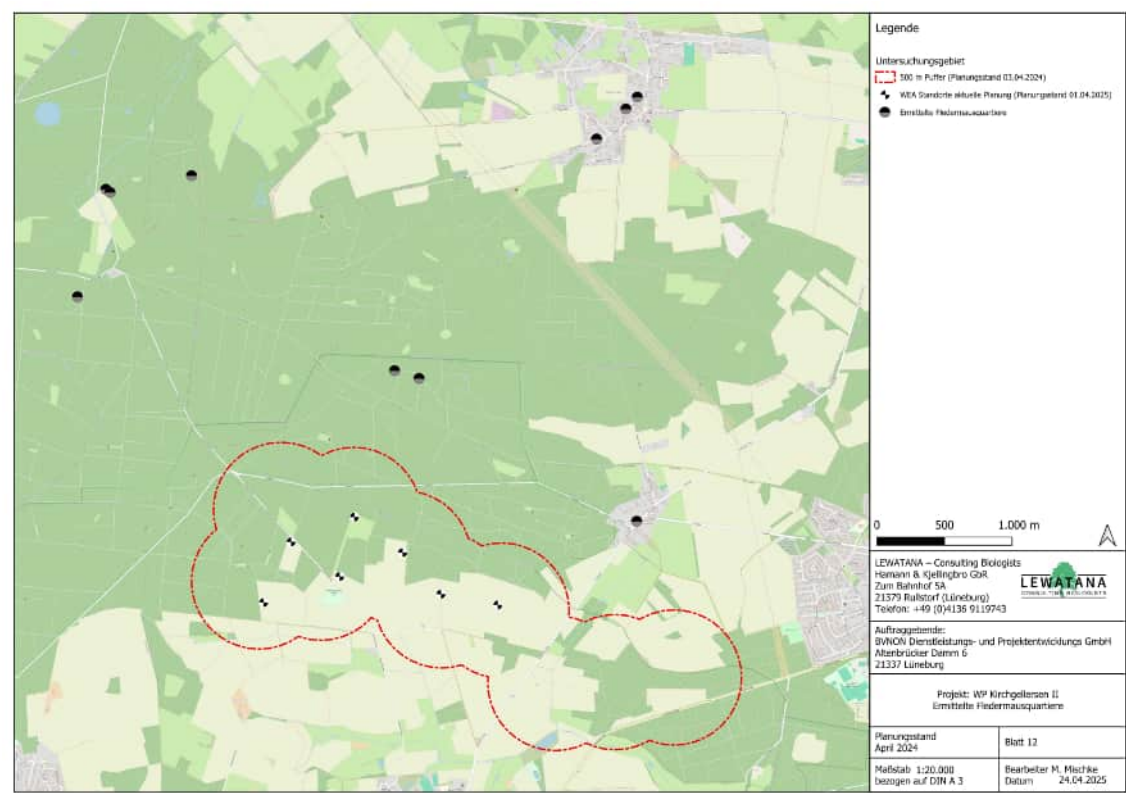 Legende
Untersuchungsgebiet
500 m Puffer (Planungsstand 03.04.2024)
WEA Standorte aktuelle Planung (Planungsstand 01.04.2025)
Ermittelte Fledermausquartiere
0 500 1.000 m
LEWATANA – Consulting Biologists
Hamann & Kjellingbro GbR
Zum Bahnhof 5A
21379 Rullstorf (Lüneburg)
Telefon: +49 (0)4136 9119743
LEWATANA
CONSULTING BIOLOGISTS
Auftraggebende:
BVNON Dienstleistungs- und Projektentwicklungs GmbH
Altenbrücker Damm 6
21337 Lüneburg
Projekt: WP Kirchgellersen II
Ermittelte Fledermausquartiere
Planungsstand
April 2024
Blatt 12
Maßstab 1:20.000
bezogen auf DIN A 3
Bearbeiter M. Mischke
Datum 24.04.2025